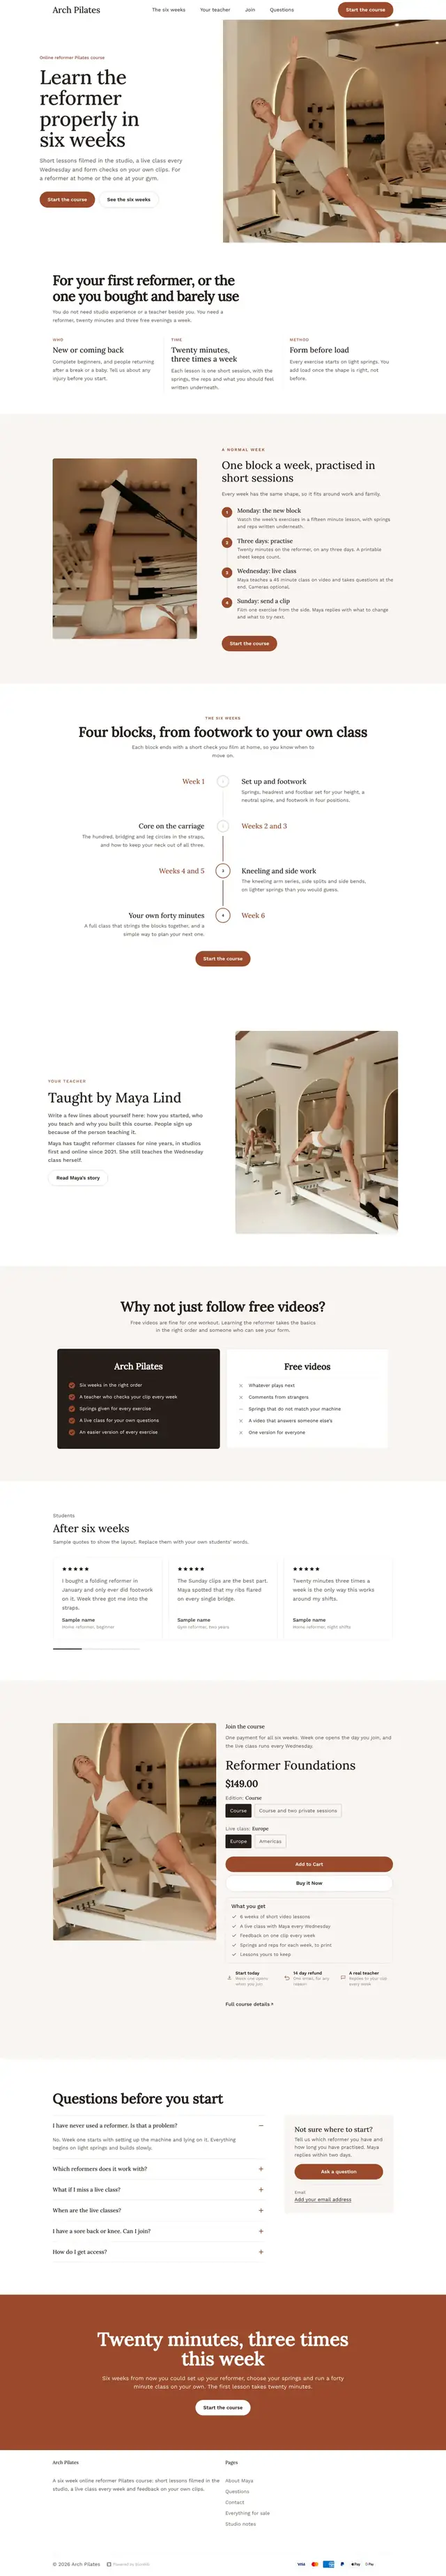 Arch Pilates
The six weeks
Your teacher
Join
Questions
Start the course
Online reformer Pilates course
Learn the
reformer
properly in
six weeks
Short lessons filmed in the studio, a live class every
Wednesday and form checks on your own clips. For
a reformer at home or the one at your gym.
Start the course
See the six weeks
For your first reformer, or the
one you bought and barely use
You do not need studio experience or a teacher beside you. You need a
reformer, twenty minutes and three free evenings a week.
WHO
New or coming back
Complete beginners, and people returning
after a break or a baby. Tell us about any
injury before you start.
TIME
Twenty minutes,
three times a week
Each lesson is one short session, with the
springs, the reps and what you should feel
written underneath.
METHOD
Form before load
Every exercise starts on light springs. You
add load once the shape is right, not
before.
A NORMAL WEEK
One block a week, practised in
short sessions
Every week has the same shape, so it fits around work and family.
1
Monday: the new block
Watch the week's exercises in a fifteen minute lesson, with springs
and reps written underneath.
2
Three days: practise
Twenty minutes on the reformer, on any three days. A printable
sheet keeps count.
3
Wednesday: live class
Maya teaches a 45 minute class on video and takes questions at the
end. Cameras optional.
4
Sunday: send a clip
Film one exercise from the side. Maya replies with what to change
and what to try next.
Start the course
THE SIX WEEKS
Four blocks, from footwork to your own class
Each block ends with a short check you film at home, so you know when to
move on.
Week 1
Set up and footwork
Springs, headrest and footbar set for your height, a
neutral spine, and footwork in four positions.
Core on the carriage
The hundred, bridging and leg circles in the straps,
and how to keep your neck out of all three.
Weeks 2 and 3
Weeks 4 and 5
Kneeling and side work
The kneeling arm series, side splits and side bends,
on lighter springs than you would guess.
Your own forty minutes
A full class that strings the blocks together, and a
simple way to plan your next one.
Week 6
Start the course
YOUR TEACHER
Taught by Maya Lind
Write a few lines about yourself here: how you started, who
you teach and why you built this course. People sign up
because of the person teaching it.
Maya has taught reformer classes for nine years, in studios
first and online since 2021. She still teaches the Wednesday
class herself.
Read Maya's story
Why not just follow free videos?
Free videos are fine for one workout. Learning the reformer takes the basics
in the right order and someone who can see your form.
Arch Pilates
Six weeks in the right order
A teacher who checks your clip every week
Springs given for every exercise
A live class for your own questions
An easier version of every exercise
Free videos
Whatever plays next
Comments from strangers
Springs that do not match your machine
A video that answers someone else's
One version for everyone
Students
After six weeks
Sample quotes to show the layout. Replace them with your own students' words.
I bought a folding reformer in
January and only ever did footwork
on it. Week three got me into the
straps.
Sample name
Home reformer, beginner
The Sunday clips are the best part.
Maya spotted that my ribs flared
on every single bridge.
Sample name
Gym reformer, two years
Twenty minutes three times a
week is the only way this works
around my shifts.
Sample name
Home reformer, night shifts
Join the course
One payment for all six weeks. Week one opens the day you join, and
the live class runs every Wednesday.
Reformer Foundations
$149.00
Edition: Course
Course
Course and two private sessions
Live class: Europe
Europe
Americas
Add to Cart
Buy it Now
What you get
6 weeks of short video lessons
A live class with Maya every Wednesday
Feedback on one clip every week
Springs and reps for each week, to print
Lessons yours to keep
Start today
Week one opens
when you join
14 day refund
One email, for any
reason
A real teacher
Replies to your clip
every week
Full course details
Questions before you start
I have never used a reformer. Is that a problem?
No. Week one starts with setting up the machine and lying on it. Everything
begins on light springs and builds slowly.
Which reformers does it work with?
What if I miss a live class?
When are the live classes?
I have a sore back or knee. Can I join?
How do I get access?
Not sure where to start?
Tell us which reformer you have and
how long you have practised. Maya
replies within two days.
Ask a question
Email
Add your email address
Twenty minutes, three times
this week
Six weeks from now you could set up your reformer, choose your springs and run a forty
minute class on your own. The first lesson takes twenty minutes.
Start the course
Arch Pilates
A six week online reformer Pilates course: short lessons filmed in the
studio, a live class every week and feedback on your own clips.
Pages
About Maya
Questions
Contact
Everything for sale
Studio notes
© 2026 Arch Pilates
VISA